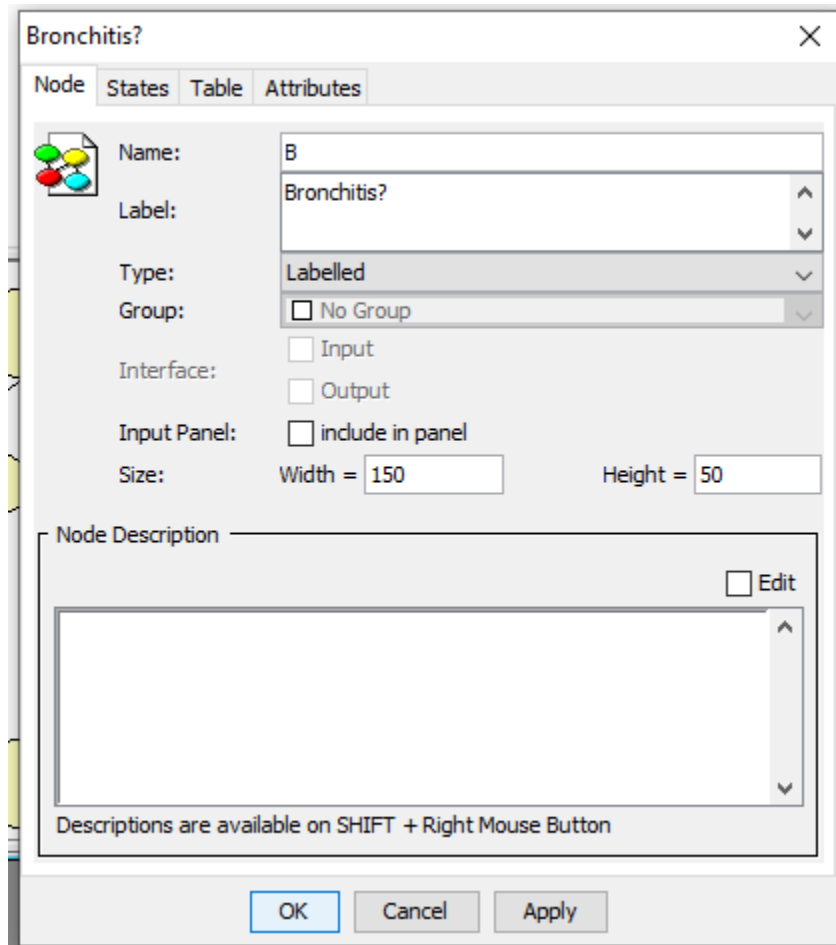 Bronchitis?
Node States Table Attributes
Name: B
Label: Bronchitis?
Type: Labelled
Group: No Group
Interface: Input
Output
Input Panel: include in panel
Size: Width = 150 Height = 50
Node Description
Edit
Descriptions are available on SHIFT + Right Mouse Button
OK Cancel Apply